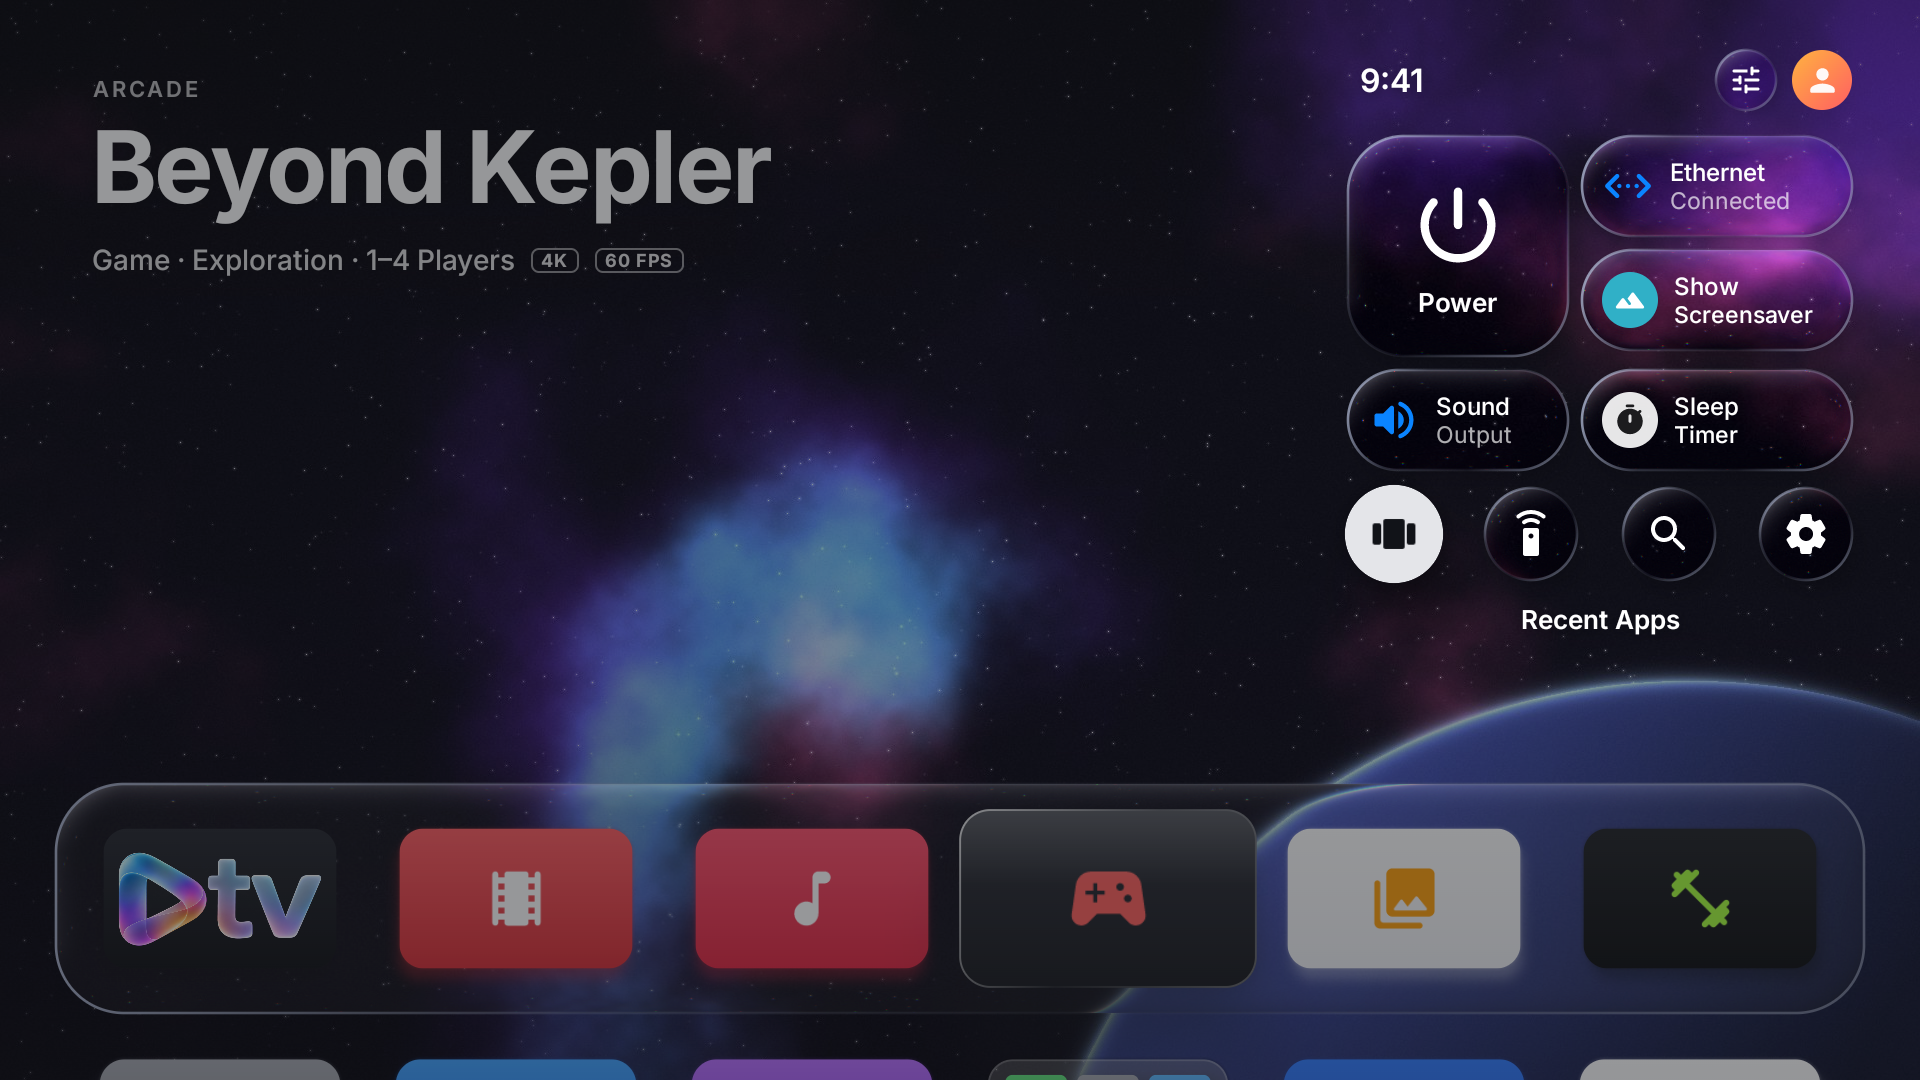 ARCADE
Beyond Kepler
Game · Exploration · 1–4 Players 4K 60 FPS
9:41
Power
Ethernet
Connected
Show
Screensaver
Sound
Output
Sleep
Timer
Recent Apps
tv